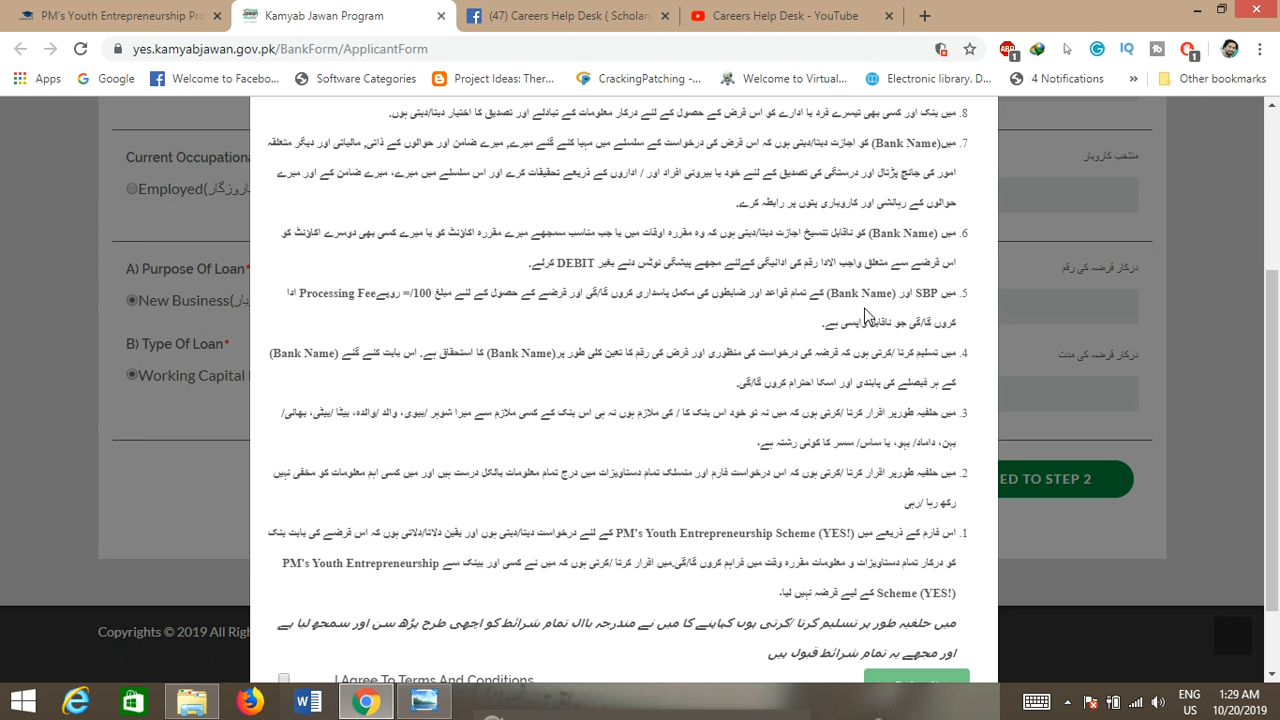 PM's Youth Entrepreneurship Pro
Kamyab Jawan Program
(47) Careers Help Desk ( Scholars
Careers Help Desk - YouTube
yes.kamyabjawan.gov.pk/BankForm/ApplicantForm
Apps
Google
Welcome to Faceboo...
Software Categories
Project Ideas: Ther...
CrackingPatching -...
Welcome to Virtual...
Electronic library. D...
4 Notifications
Other bookmarks
8. میں بنک اور کسی بھی تیسرے فرد یا ادارے کو اس قرض کے حصول کے لئے درکار معلومات کے تبادلے اور تصدیق کا اختیار دیتا/دیتی ہوں.
7. میں(Bank Name) کو اجازت دیتا/دیتی ہوں کہ اس قرض کی درخواست کے سلسلے میں مہیا کئے گئے میرے, میرے ضامن اور حوالوں کے ذاتی, مالیاتی اور دیگر متعلقہ
امور کی جانچ پڑتال اور درستگی کی تصدیق کے لئے خود یا بیرونی افراد اور / اداروں کے ذریعے تحقیقات کرے اور اس سلسلے میں میرے، میرے ضامن کے اور میرے
حوالوں کے رہائشی اور کاروباری پتوں پر رابطہ کرے.
6. میں (Bank Name) کو ناقابل تنسیخ اجازت دیتا/دیتی ہوں کہ وہ مقررہ اوقات میں یا جب مناسب سمجھے میرے مقررہ اکاؤنٹ کو یا میرے کسی بھی دوسرے اکاؤنٹ کو
اس قرضے سے متعلق واجب الادا رقم کی ادائیگی کےلئے مجھے پیشگی نوٹس دئے بغیر DEBIT کرلے.
5. میں SBP اور (Bank Name) کے تمام قواعد اور ضابطوں کی مکمل پاسداری کروں گا/گی اور قرضے کے حصول کے لئے مبلغ 100/= روپےProcessing Fee ادا
کروں گا/گی جو ناقابل واپسی ہے.
4. میں تسلیم کرتا /کرتی ہوں کہ قرضہ کی درخواست کی منظوری اور قرض کی رقم کا تعین کلی طور پر(Bank Name) کا استحقاق ہے. اس بابت کئے گئے (Bank Name)
کے ہر فیصلے کی پابندی اور اسکا احترام کروں گا/گی.
3. میں حلفیہ طورپر اقرار کرتا /کرتی ہوں کہ میں نہ تو خود اس بنک کا / کی ملازم ہوں نہ ہی اس بنک کے کسی ملازم سے میرا شوہر /بیوی، والد /والدہ، بیٹا /بیٹی، بھائی/
بہن، داماد/ بہو، یا ساس/ سسر کا کوئی رشتہ ہے.
2. میں حلفیہ طورپر اقرار کرتا /کرتی ہوں کہ اس درخواست فارم اور منسلک تمام دستاویزات میں درج تمام معلومات بالکل درست ہیں اور میں کسی اہم معلومات کو مخفی نہیں
رکھ رہا /رہی
1. اس فارم کے ذریعے میں PM's Youth Entrepreneurship Scheme (YES!) کے لئے درخواست دیتا/دیتی ہوں اور یقین دلاتا/دلاتی ہوں کہ اس قرضے کی بابت بنک
کو درکار تمام دستاویزات و معلومات مقررہ وقت میں فراہم کروں گا/گی.میں اقرار کرتا /کرتی ہوں کہ میں نے کسی اور بینک سے PM's Youth Entrepreneurship
Scheme (YES!) کے لیے قرضہ نہیں لیا.
میں حلفیہ طور پر تسلیم کرتا /کرتی ہوں کہ میں نے مندرجہ بالا تمام شرائط کو اچھی طرح پڑھ سن اور سمجھ لیا ہے
اور مجھے یہ تمام شرائط قبول ہیں
I Agree To Terms And Conditions
Current Occupationa
Employed(
A) Purpose Of Loan*
New Business(
B) Type Of Loan*
Working Capital
منتخب کاروبار
درکار قرضہ کی رقم
درکار قرضہ کی مدت
ED TO STEP 2
Copyrights © 2019 All Righ
ENG
US
1:29 AM
10/20/2019